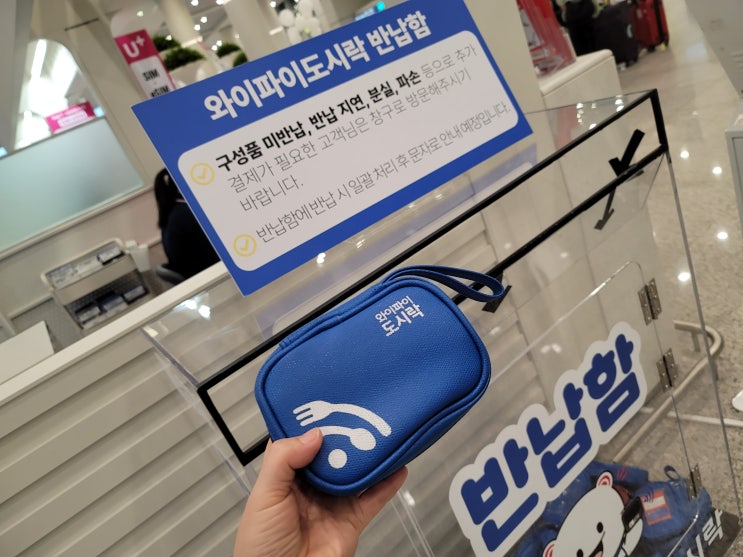 U+
SIM
eSIM
와이파이도시락 반납함
구성품 미반납, 반납 지연, 분실, 파손 등으로 추가
결제가 필요한 고객님은 창구로 방문해주시기
바랍니다.
반납함에 반납 시 일괄 처리 후 문자로 안내 예정입니다.
와이파이
도시락
반납함
시락